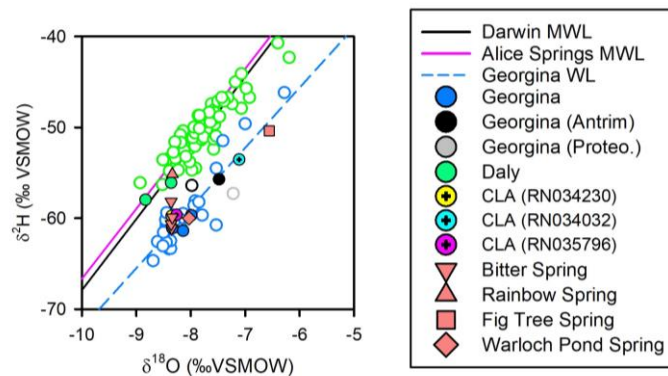 -40
-50
-60
-70
δ²H (‰ VSMOW)
-10 -9 -8 -7 -6 -5
δ¹⁸O (‰VSMOW)
Darwin MWL
Alice Springs MWL
Georgina WL
Georgina
Georgina (Antrim)
Georgina (Proteo.)
Daly
CLA (RN034230)
CLA (RN034032)
CLA (RN035796)
Bitter Spring
Rainbow Spring
Fig Tree Spring
Warloch Pond Spring